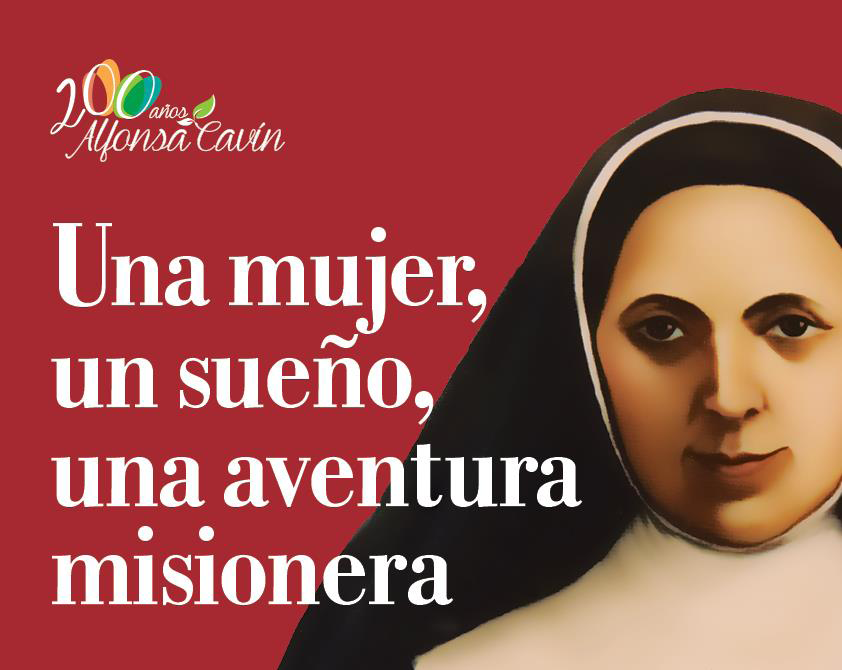 200 años
Alfonsa Cavín
Una mujer,
un sueño,
una aventura
misionera